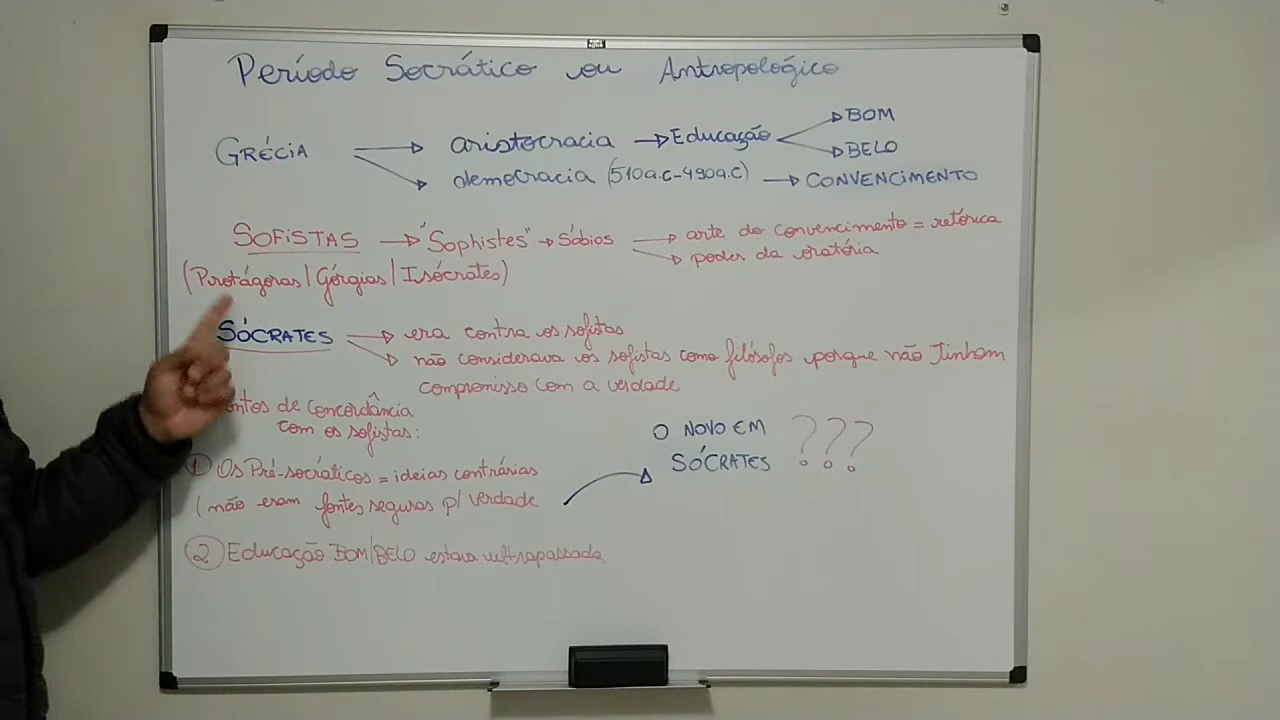 Período Socrático ou Antropológico
GRÉCIA → aristocracia → Educação → BOM
→ BELO
→ democracia (510a.C-490a.C) → CONVENCIMENTO
SOFISTAS → "Sophistes" → Sábios → arte do convencimento = retórica
→ poder da oratória
(Protágoras/Górgias/Isócrates)
SÓCRATES → era contra os sofistas
→ não considerava os sofistas como filósofos porque não tinham
compromisso com a verdade
ntos de concordância
com os sofistas:
① Os Pré-socráticos = ideias contrárias
(não eram fontes seguras p/ verdade
② Educação BOM/BELO estava ultrapassada
O NOVO EM
SÓCRATES ???